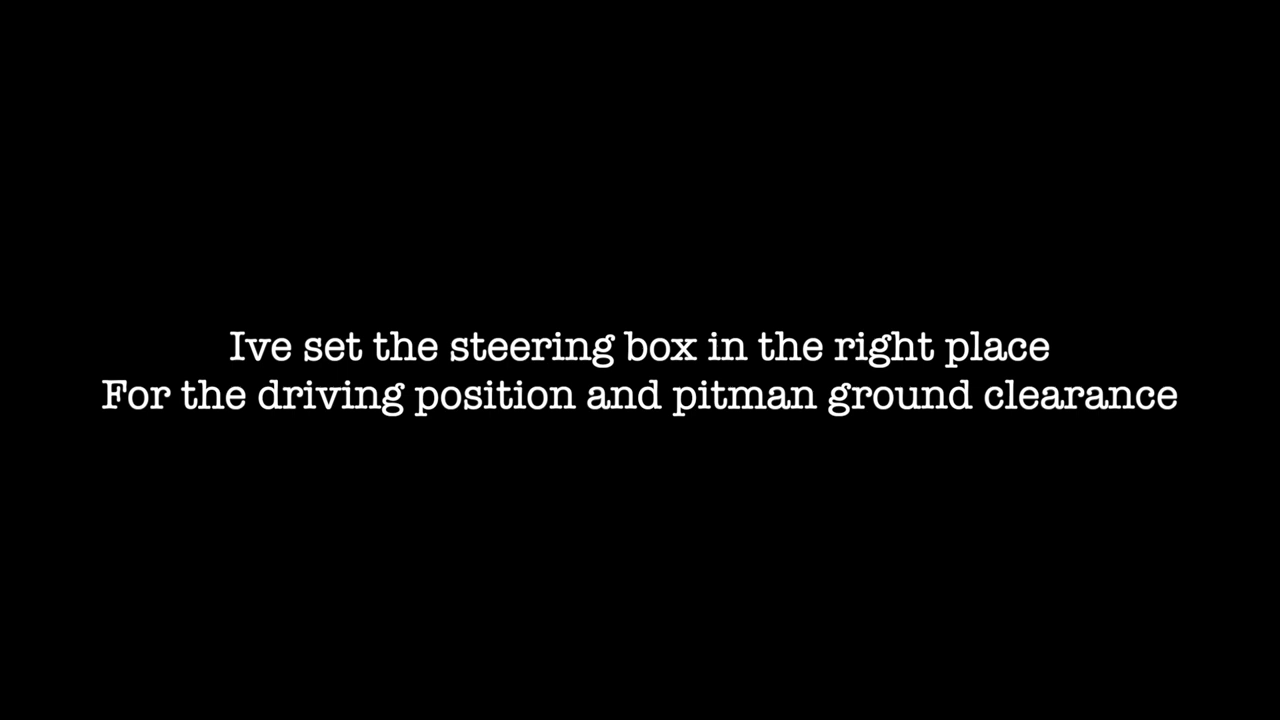 Ive set the steering box in the right place
For the driving position and pitman ground clearance